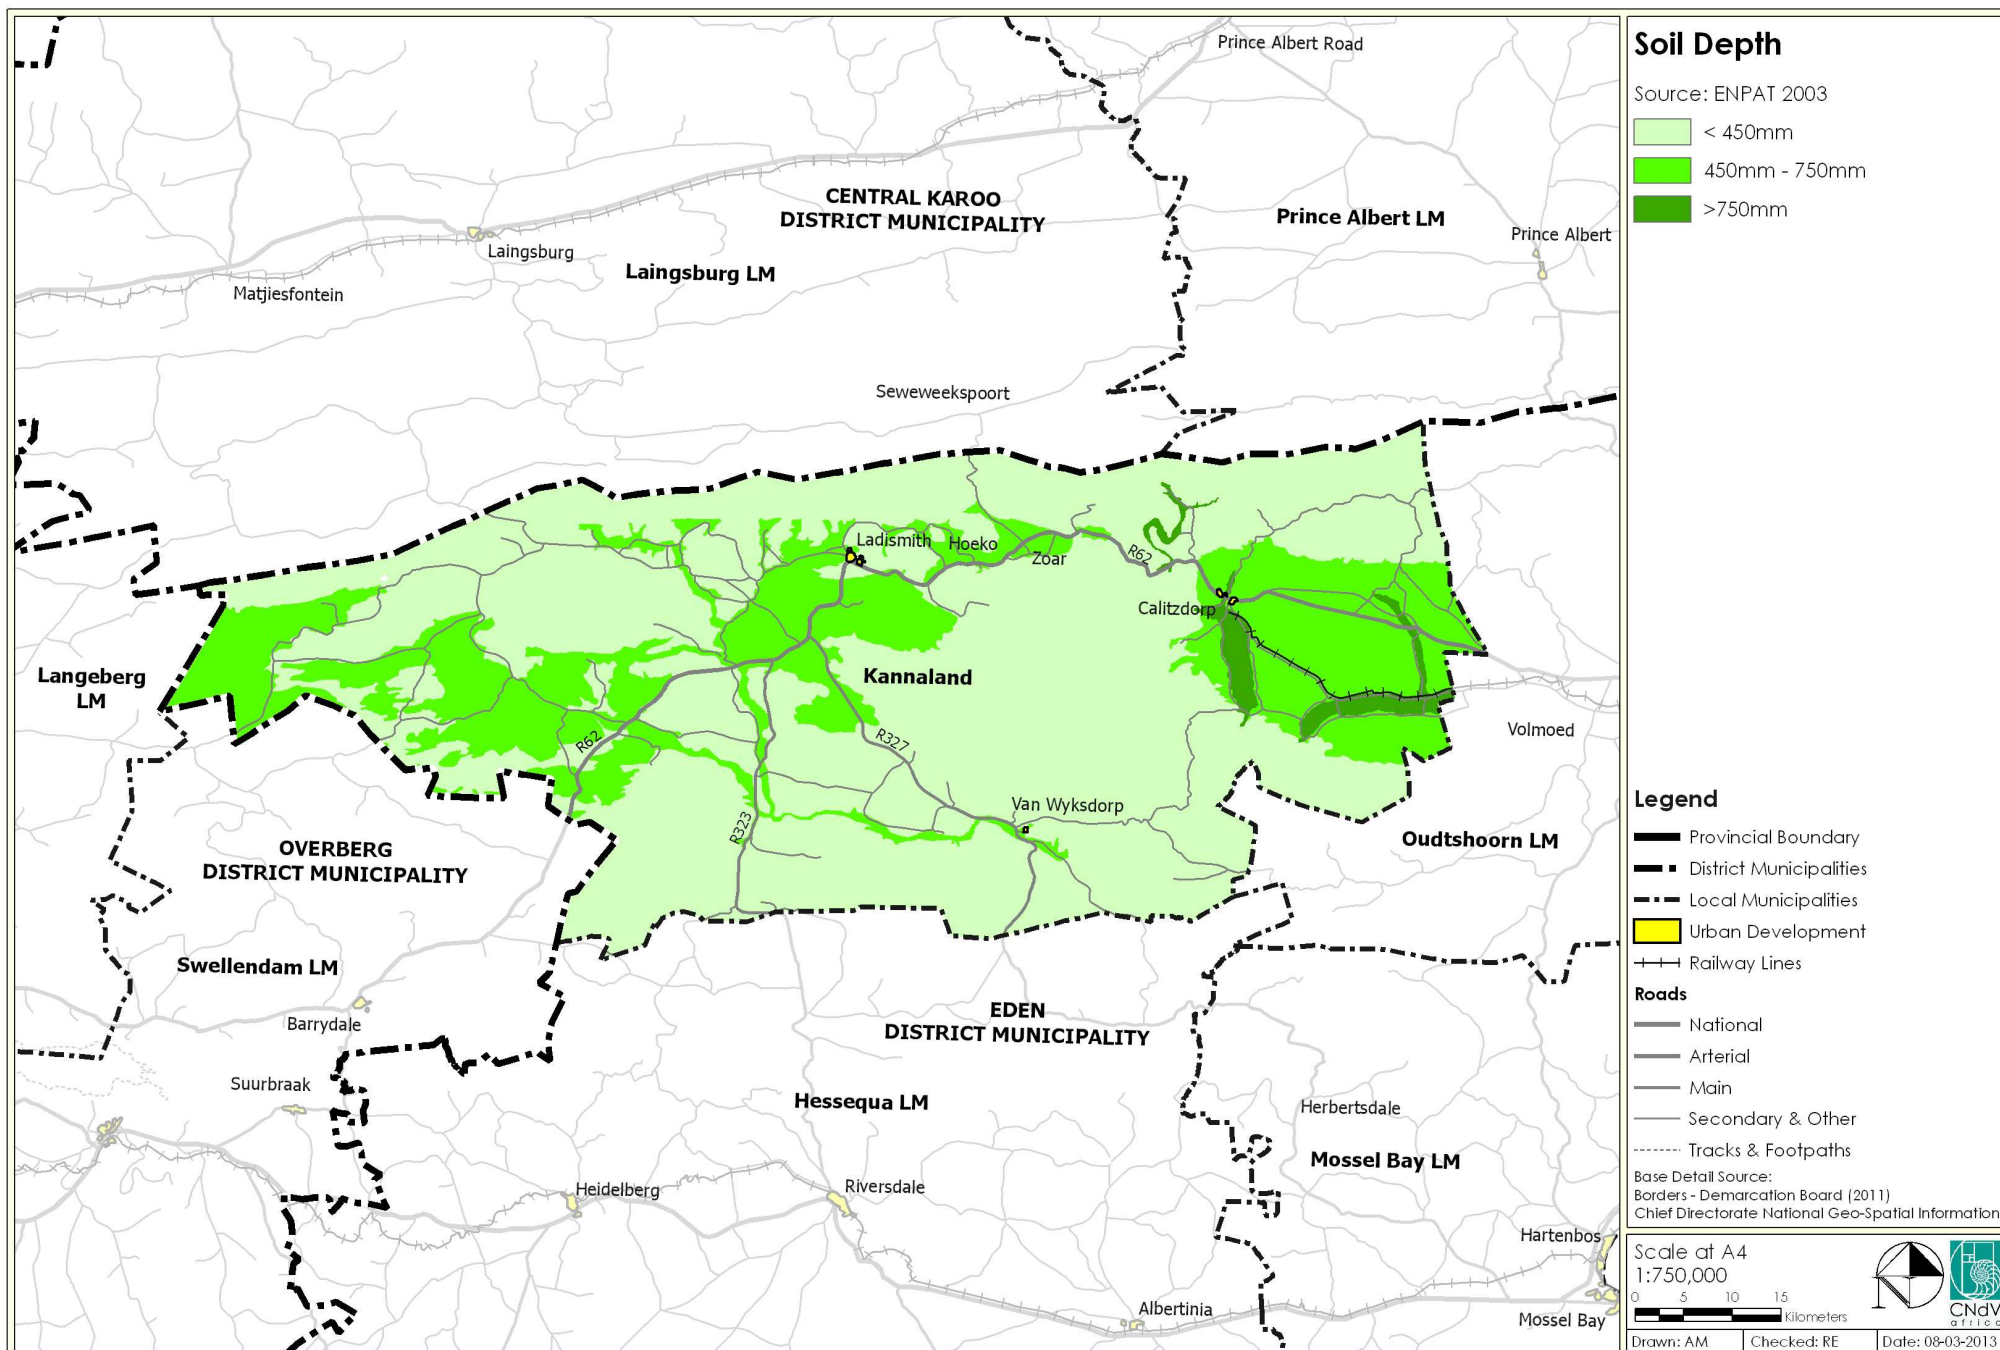 Prince Albert Road
CENTRAL KAROO
DISTRICT MUNICIPALITY
Prince Albert LM
Prince Albert
Laingsburg
Laingsburg LM
Matjiesfontein
Seweweekspoort
Ladismith
Hoeko
Zoar
R62
Calitzdorp
Langeberg
LM
Kannaland
R62
R327
Volmoed
Van Wyksdorp
R323
OVERBERG
DISTRICT MUNICIPALITY
Oudtshoorn LM
Swellendam LM
Barrydale
EDEN
DISTRICT MUNICIPALITY
Suurbraak
Hessequa LM
Herbertsdale
Mossel Bay LM
Heidelberg
Riversdale
Hartenbos
Albertinia
Mossel Bay
Soil Depth
Source: ENPAT 2003
< 450mm
450mm - 750mm
>750mm
Legend
Provincial Boundary
District Municipalities
Local Municipalities
Urban Development
Railway Lines
Roads
National
Arterial
Main
Secondary & Other
Tracks & Footpaths
Base Detail Source:
Borders - Demarcation Board (2011)
Chief Directorate National Geo-Spatial Information
Scale at A4
1:750,000
0 5 10 15
Kilometers
N
CNdV
africa
Drawn: AM
Checked: RE
Date: 08-03-2013